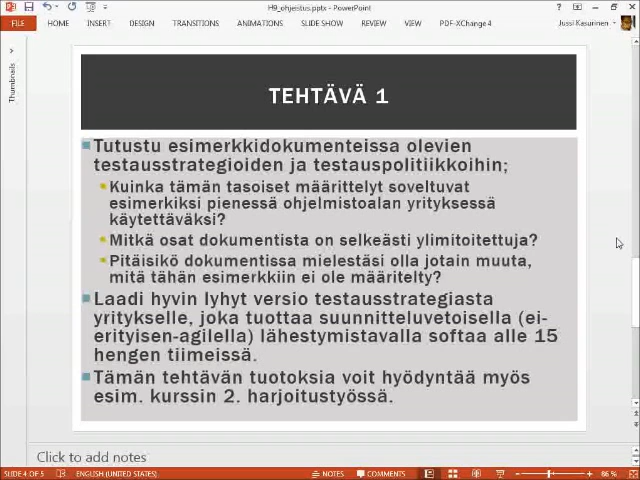 H9_ohjeistus.pptx - PowerPoint
FILE HOME INSERT DESIGN TRANSITIONS ANIMATIONS SLIDE SHOW REVIEW VIEW PDF-XChange 4 Jussi Kasurinen
Thumbnails
TEHTÄVÄ 1
Tutustu esimerkkidokumenteissa olevien
testausstrategioiden ja testauspolitiikkoihin;
Kuinka tämän tasoiset määrittelyt soveltuvat
esimerkiksi pienessä ohjelmistoalan yrityksessä
käytettäväksi?
Mitkä osat dokumentista on selkeästi ylimitoitettuja?
Pitäisikö dokumentissa mielestäsi olla jotain muuta,
mitä tähän esimerkkiin ei ole määritelty?
Laadi hyvin lyhyt versio testausstrategiasta
yritykselle, joka tuottaa suunnitteluvetoisella (ei-
erityisen-agilella) lähestymistavalla softaa alle 15
hengen tiimeissä.
Tämän tehtävän tuotoksia voit hyödyntää myös
esim. kurssin 2. harjoitustyössä.
Click to add notes
SLIDE 4 OF 5 ENGLISH (UNITED STATES) NOTES COMMENTS 86 %